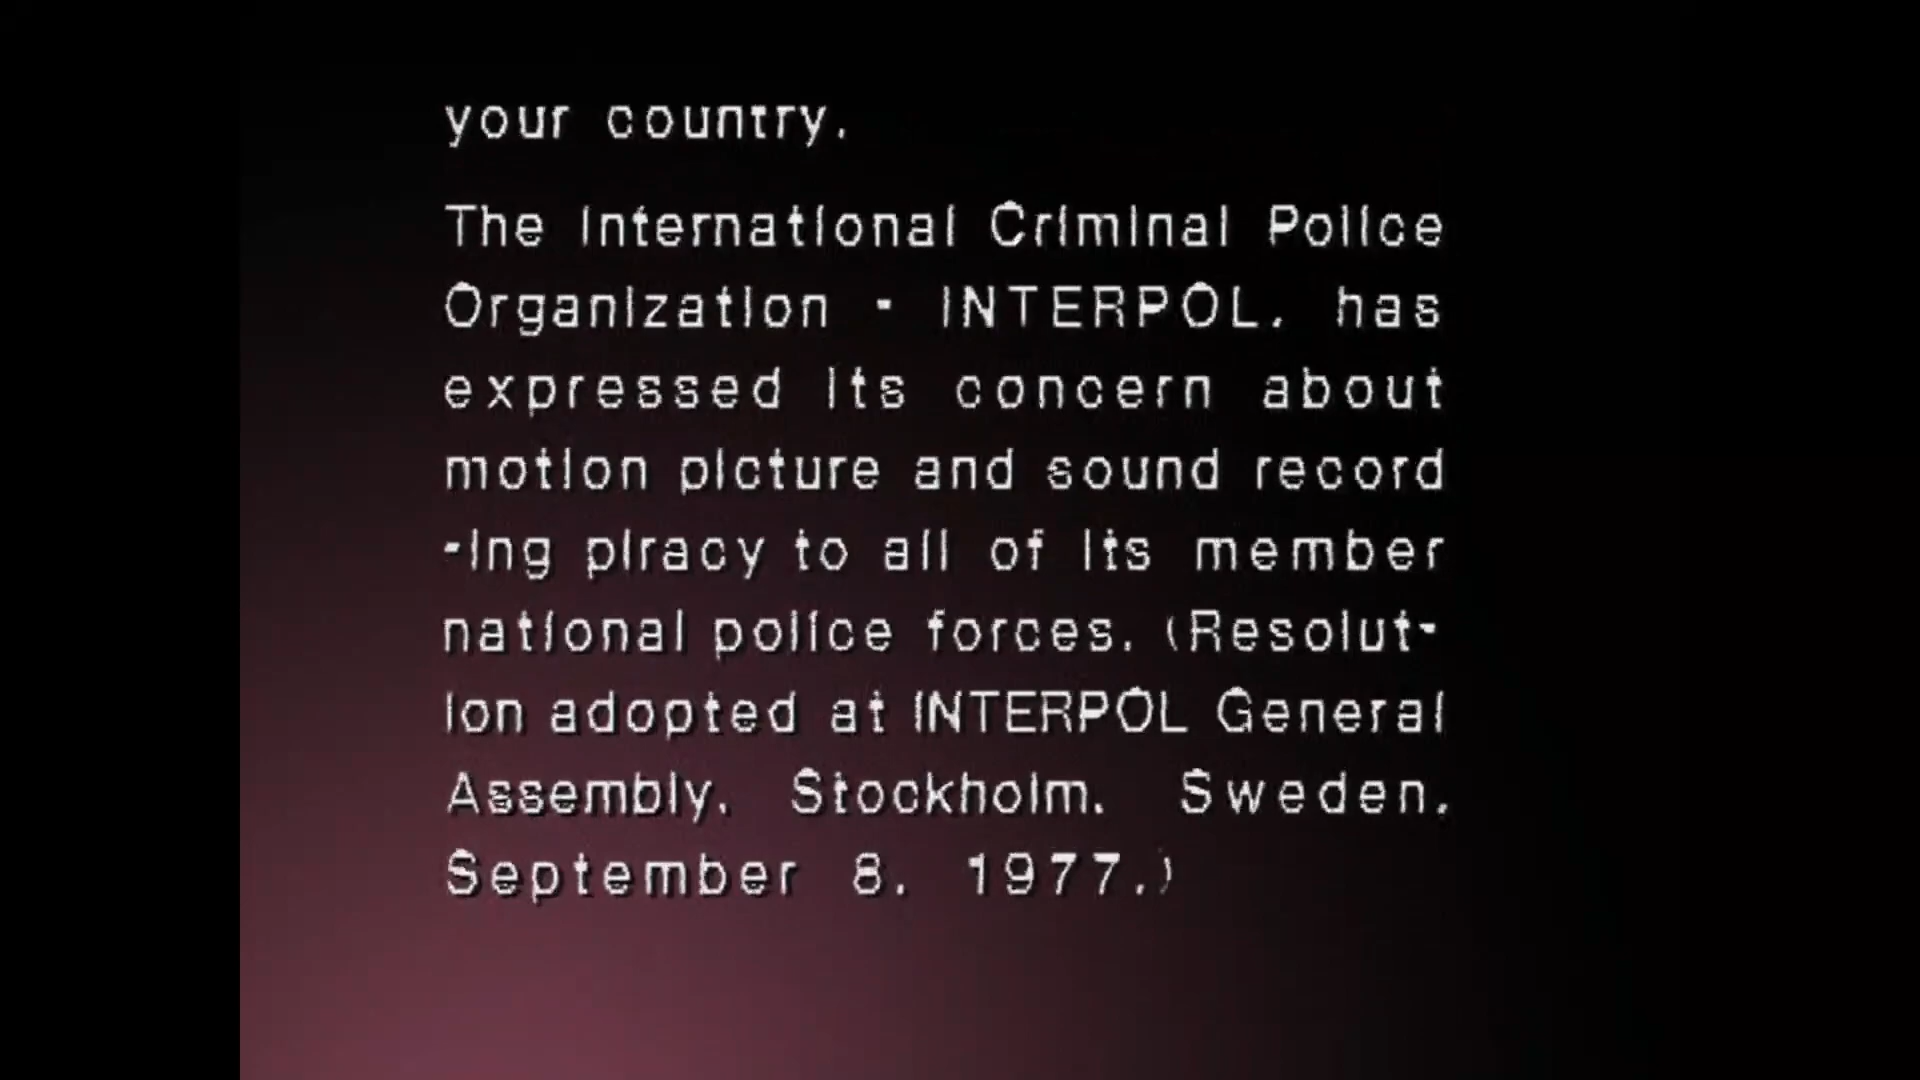 your country.
The International Criminal Police
Organization - INTERPOL, has
expressed its concern about
motion picture and sound record
-ing piracy to all of its member
national police forces. (Resolut-
ion adopted at INTERPOL General
Assembly, Stockholm, Sweden,
September 8, 1977.)